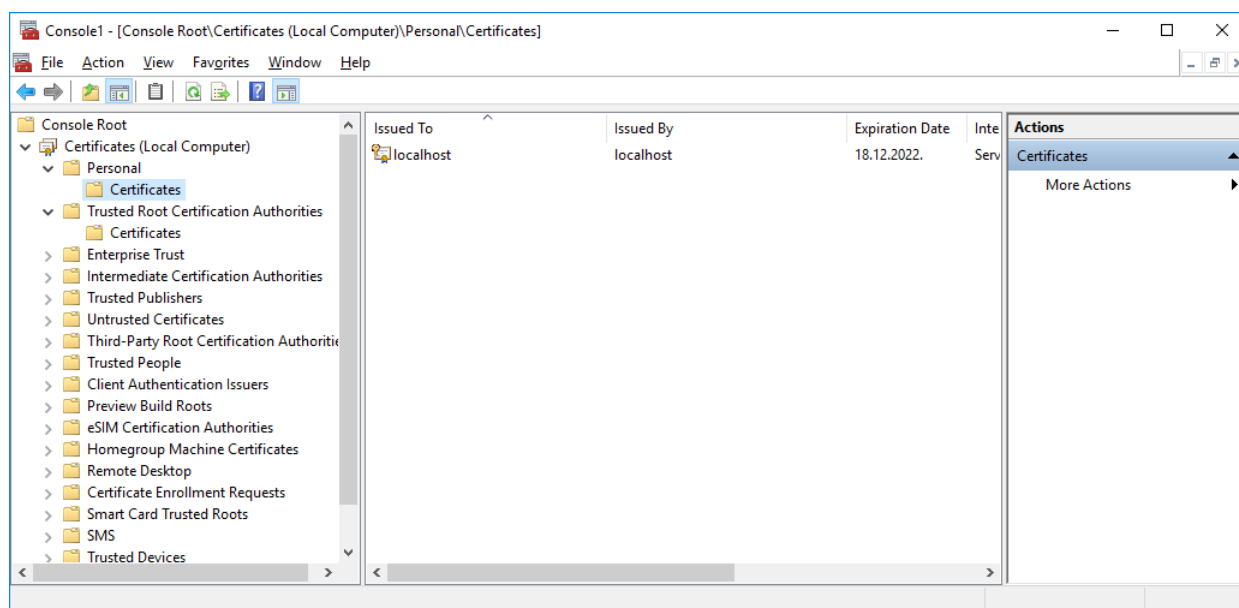 Console1 - [Console Root\Certificates (Local Computer)\Personal\Certificates]
File Action View Favorites Window Help
Console Root
Certificates (Local Computer)
Personal
Certificates
Trusted Root Certification Authorities
Certificates
Enterprise Trust
Intermediate Certification Authorities
Trusted Publishers
Untrusted Certificates
Third-Party Root Certification Authoritie
Trusted People
Client Authentication Issuers
Preview Build Roots
eSIM Certification Authorities
Homegroup Machine Certificates
Remote Desktop
Certificate Enrollment Requests
Smart Card Trusted Roots
SMS
Trusted Devices
Issued To Issued By Expiration Date Inte
localhost localhost 18.12.2022. Serv
Actions
Certificates
More Actions